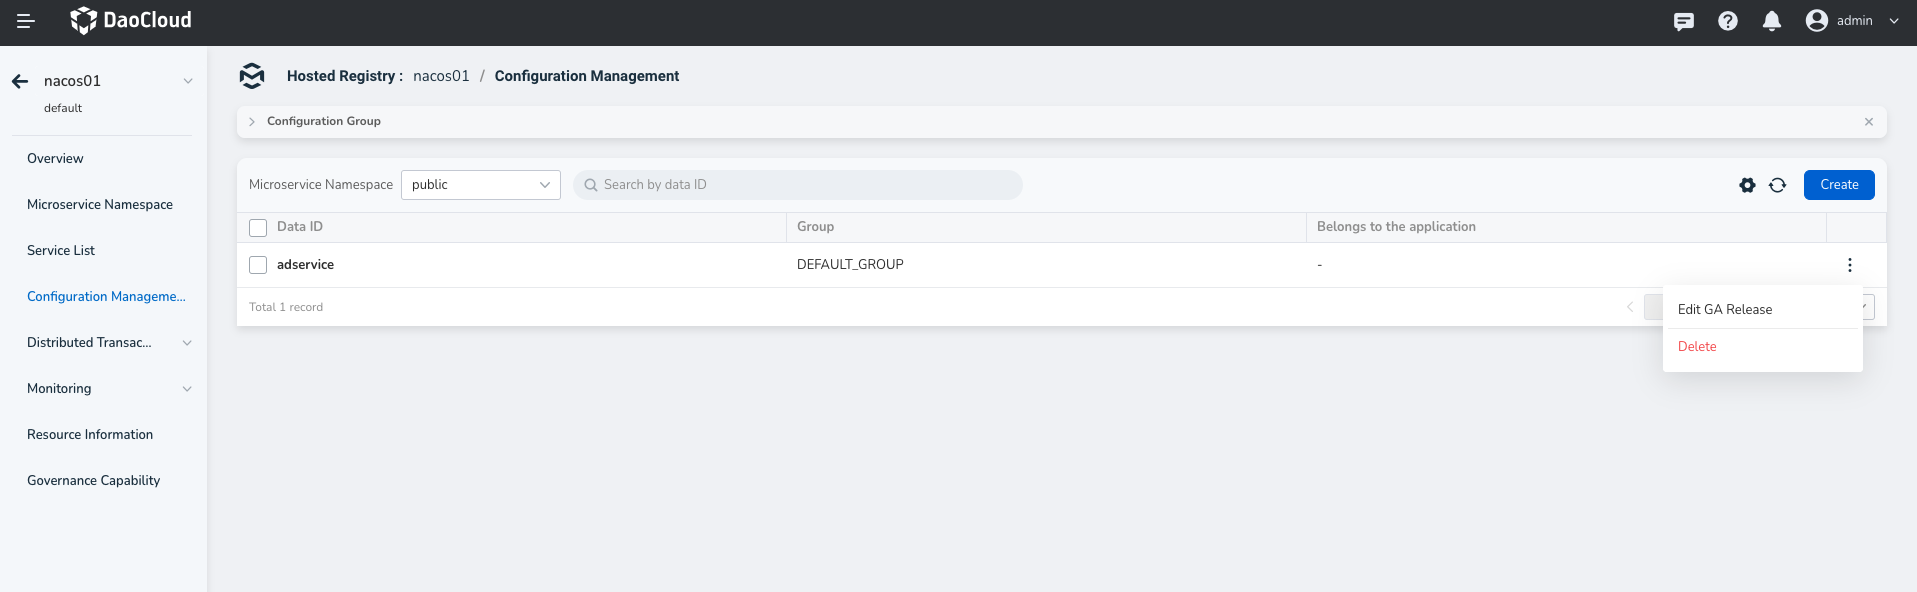 DaoCloud
admin
nacos01
default
Overview
Microservice Namespace
Service List
Configuration Manageme...
Distributed Transac...
Monitoring
Resource Information
Governance Capability
Hosted Registry : nacos01 / Configuration Management
Configuration Group
Microservice Namespace public Search by data ID Create
Data ID Group Belongs to the application
adservice DEFAULT_GROUP -
Total 1 record
Edit GA Release
Delete